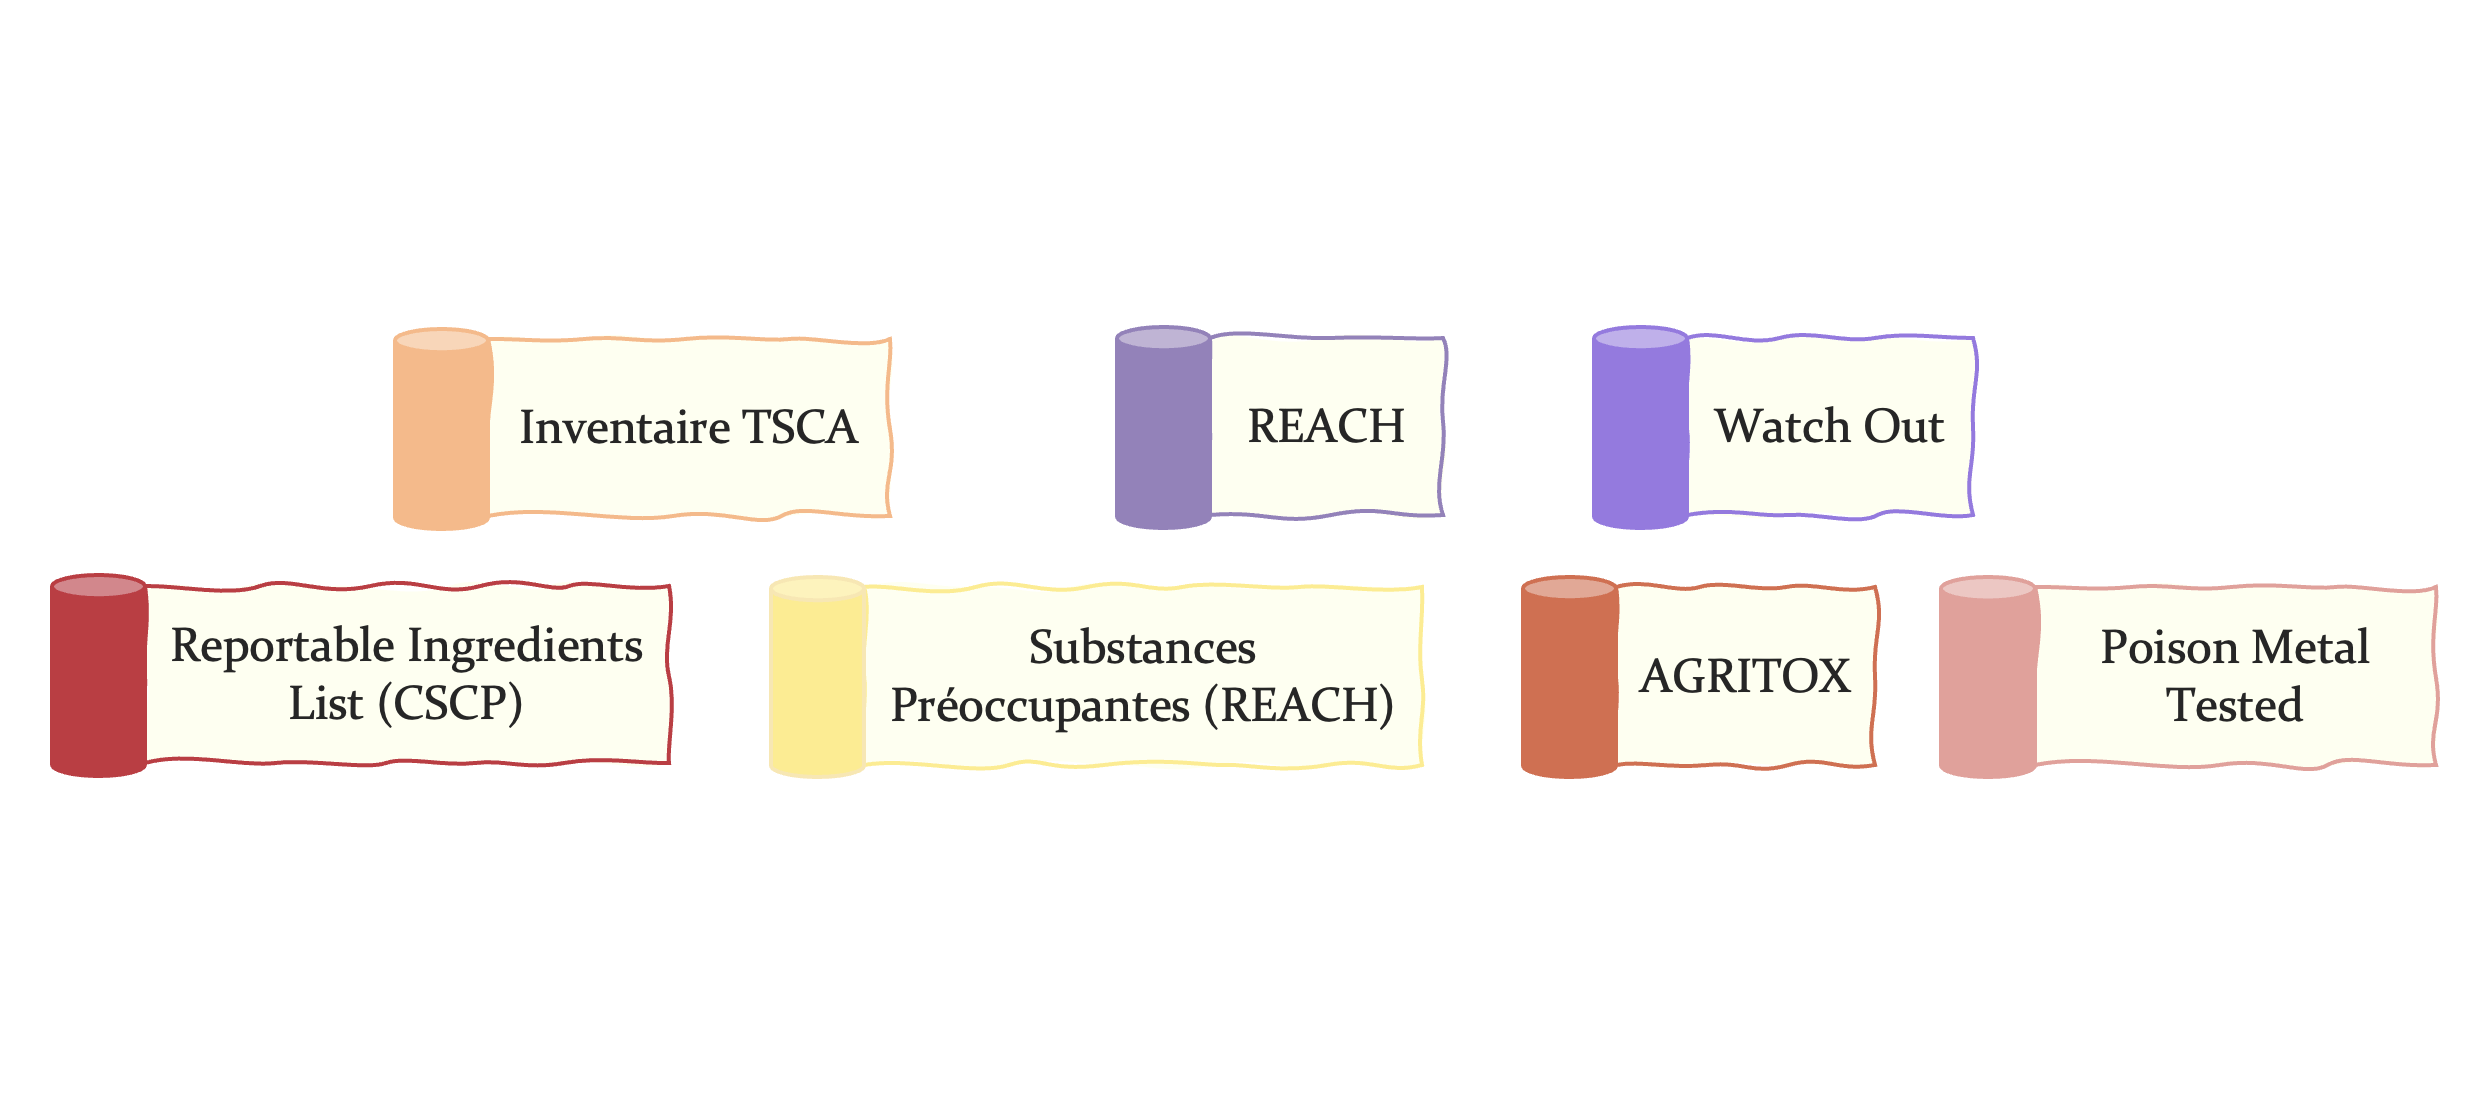 Inventaire TSCA
REACH
Watch Out
Reportable Ingredients
List (CSCP)
Substances
Préoccupantes (REACH)
AGRITOX
Poison Metal
Tested